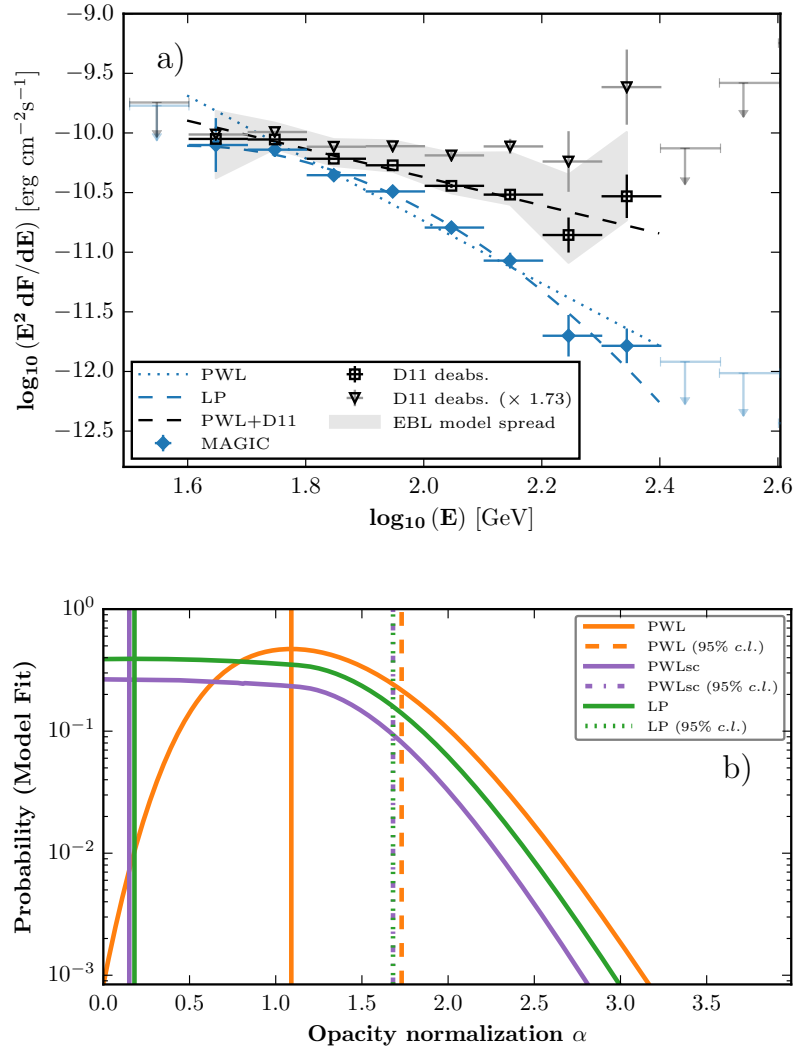 a)
−9.0
−9.5
−10.0
−10.5
−11.0
−11.5
−12.0
−12.5
log₁₀ (E² dF/dE) [erg cm⁻²s⁻¹]
PWL
LP
PWL+D11
MAGIC
D11 deabs.
D11 deabs. (× 1.73)
EBL model spread
1.6 1.8 2.0 2.2 2.4 2.6
log₁₀ (E) [GeV]
10⁰
10⁻¹
10⁻²
10⁻³
Probability (Model Fit)
PWL
PWL (95% c.l.)
PWLsc
PWLsc (95% c.l.)
LP
LP (95% c.l.)
b)
0.0 0.5 1.0 1.5 2.0 2.5 3.0 3.5
Opacity normalization α